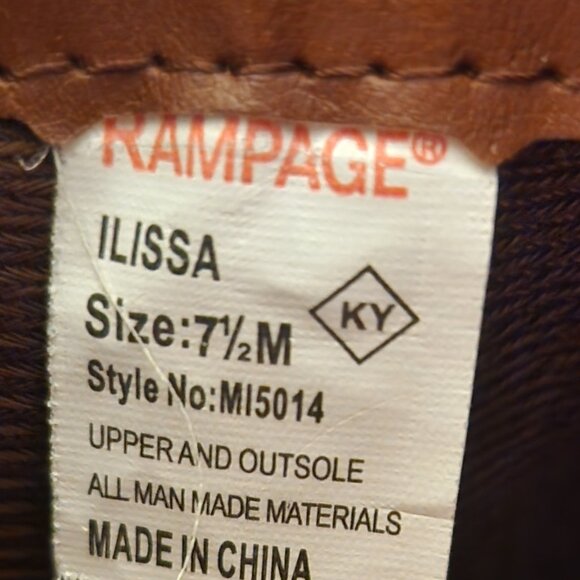 RAMPAGE®
ILISSA
KY
Size:7½M
Style No:MI5014
UPPER AND OUTSOLE
ALL MAN MADE MATERIALS
MADE IN CHINA